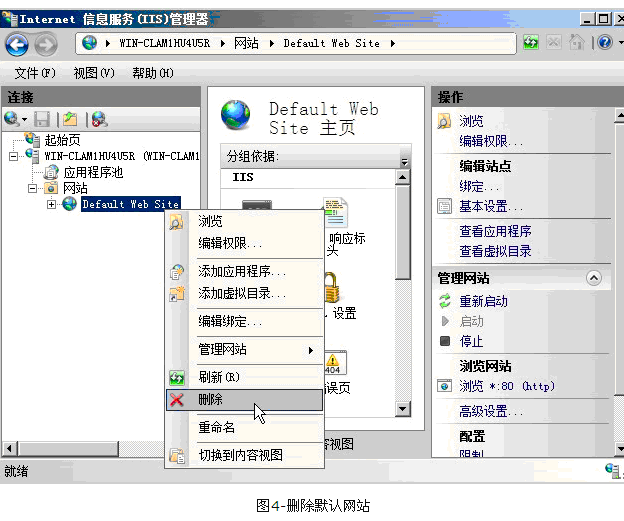 Internet 信息服务(IIS)管理器
WIN-CLAM1HU4U5R
网站
Default Web Site
文件(F) 视图(V) 帮助(H)
连接
起始页
WIN-CLAM1HU4U5R (WIN-CLAM1
应用程序池
网站
Default Web Site
Default Web
Site 主页
分组依据:
IIS
响应标
头
设置
404
误页
容视图
浏览
编辑权限...
添加应用程序...
添加虚拟目录...
编辑绑定...
管理网站
刷新(R)
删除
重命名
切换到内容视图
操作
浏览
编辑权限...
编辑站点
绑定...
基本设置...
查看应用程序
查看虚拟目录
管理网站
重新启动
启动
停止
浏览网站
浏览 *:80 (http)
高级设置...
配置
限制
就绪
图4-删除默认网站